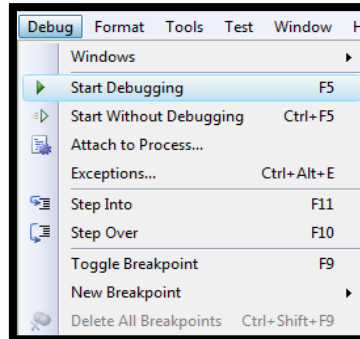 Debug Format Tools Test Window H
Windows
Start Debugging F5
Start Without Debugging Ctrl+F5
Attach to Process...
Exceptions... Ctrl+Alt+E
Step Into F11
Step Over F10
Toggle Breakpoint F9
New Breakpoint
Delete All Breakpoints Ctrl+Shift+F9